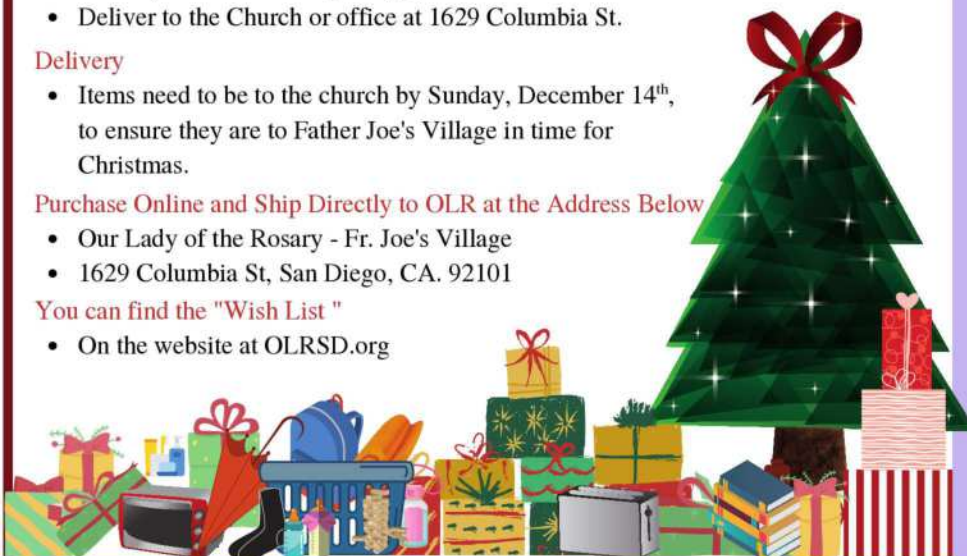 • Deliver to the Church or office at 1629 Columbia St.
Delivery
• Items need to be to the church by Sunday, December 14th,
to ensure they are to Father Joe's Village in time for
Christmas.
Purchase Online and Ship Directly to OLR at the Address Below
• Our Lady of the Rosary - Fr. Joe's Village
• 1629 Columbia St, San Diego, CA. 92101
You can find the "Wish List "
• On the website at OLRSD.org